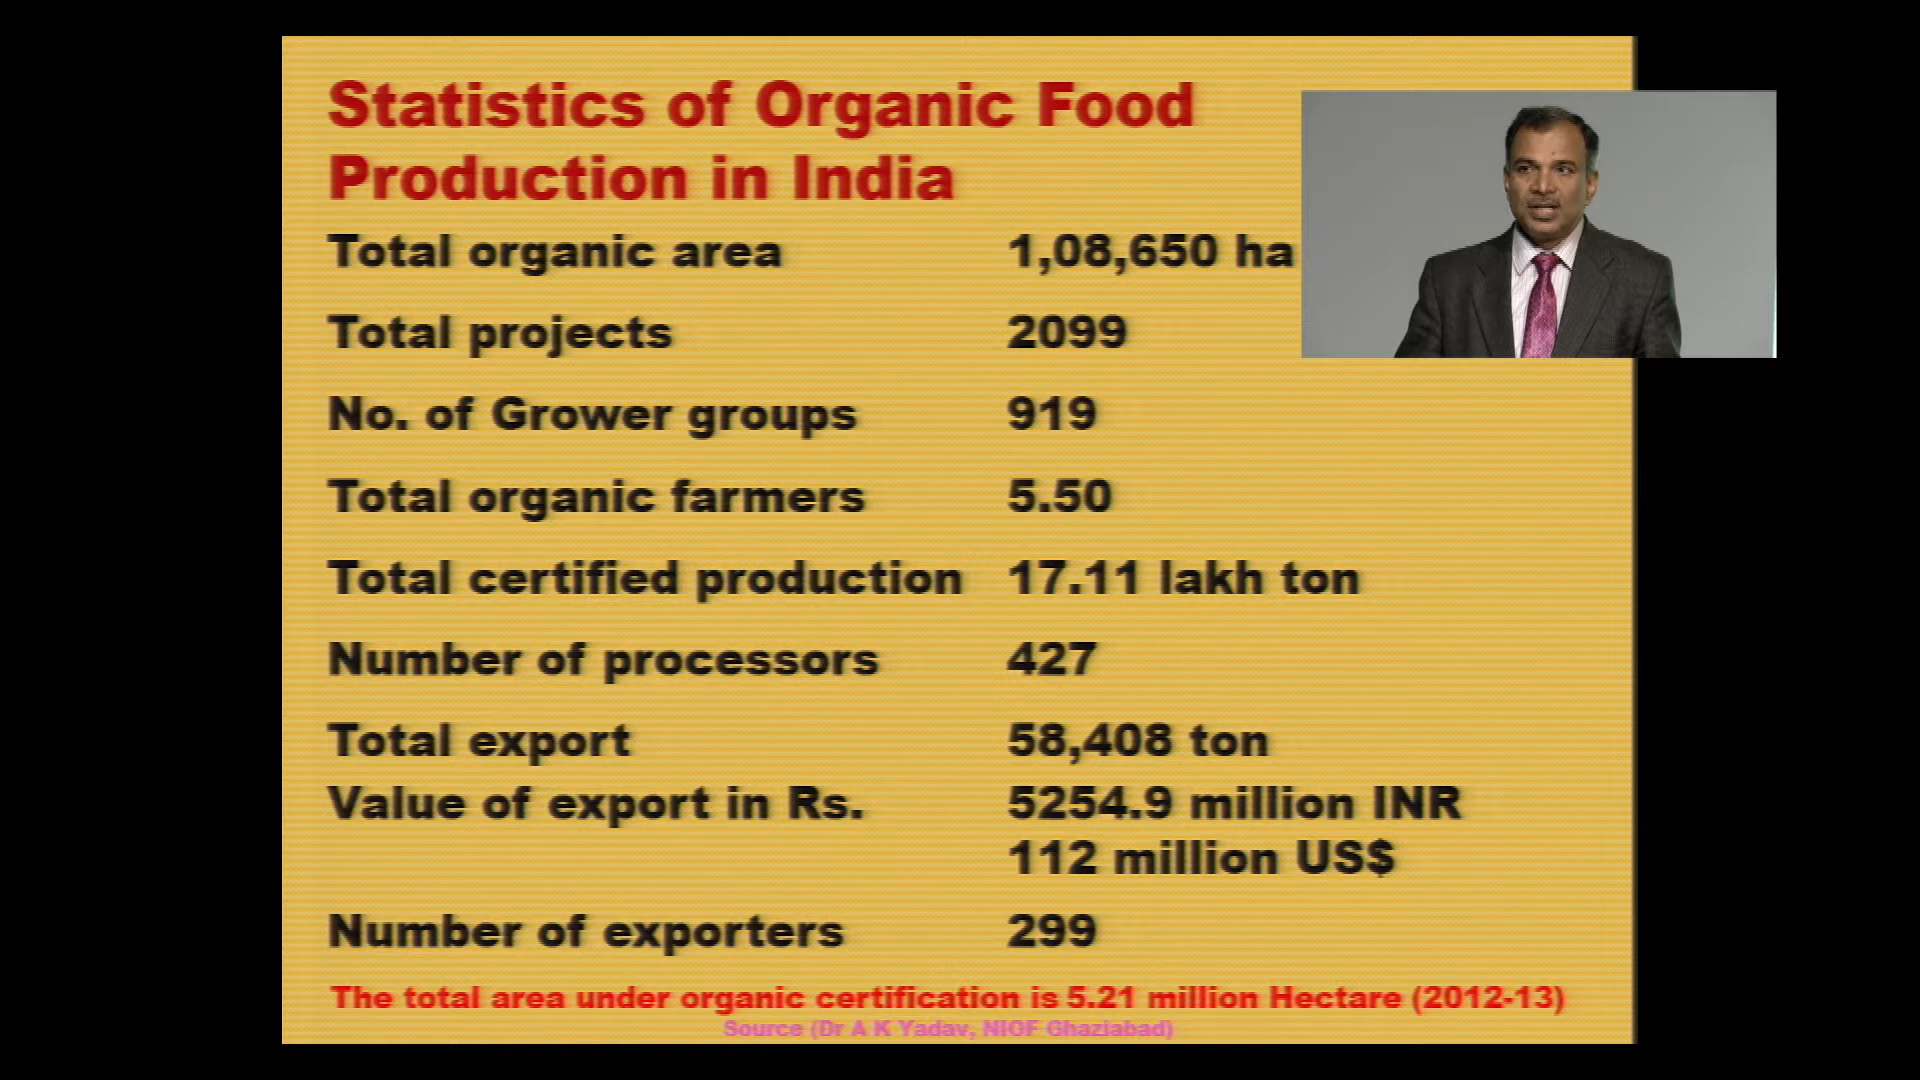 Statistics of Organic Food
Production in India
Total organic area 1,08,650 ha
Total projects 2099
No. of Grower groups 919
Total organic farmers 5.50
Total certified production 17.11 lakh ton
Number of processors 427
Total export 58,408 ton
Value of export in Rs. 5254.9 million INR
112 million US$
Number of exporters 299
The total area under organic certification is 5.21 million Hectare (2012-13)
Source (Dr A K Yadav, NIOF Ghaziabad)